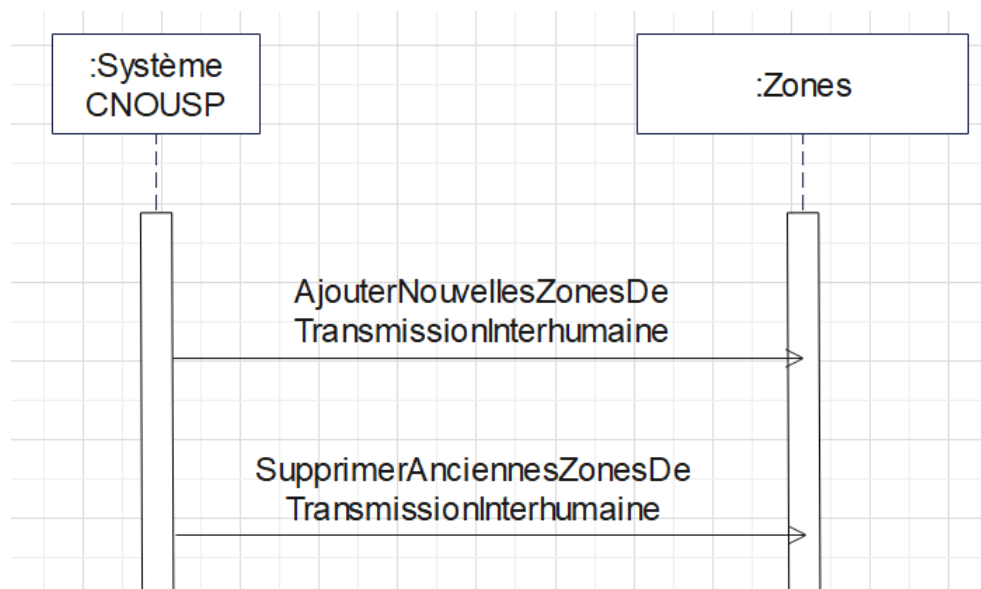 :Système
CNOUSP
:Zones
AjouterNouvellesZonesDe
TransmissionInterhumaine
SupprimerAnciennesZonesDe
TransmissionInterhumaine